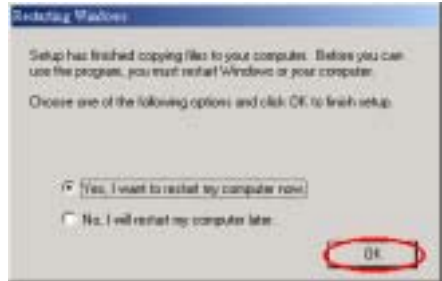 Restarting Windows
Setup has finished copying files to your computer. Before you can
use the program, you must restart Windows or your computer.
Choose one of the following options and click OK to finish setup.
Yes, I want to restart my computer now.
No, I will restart my computer later.
OK